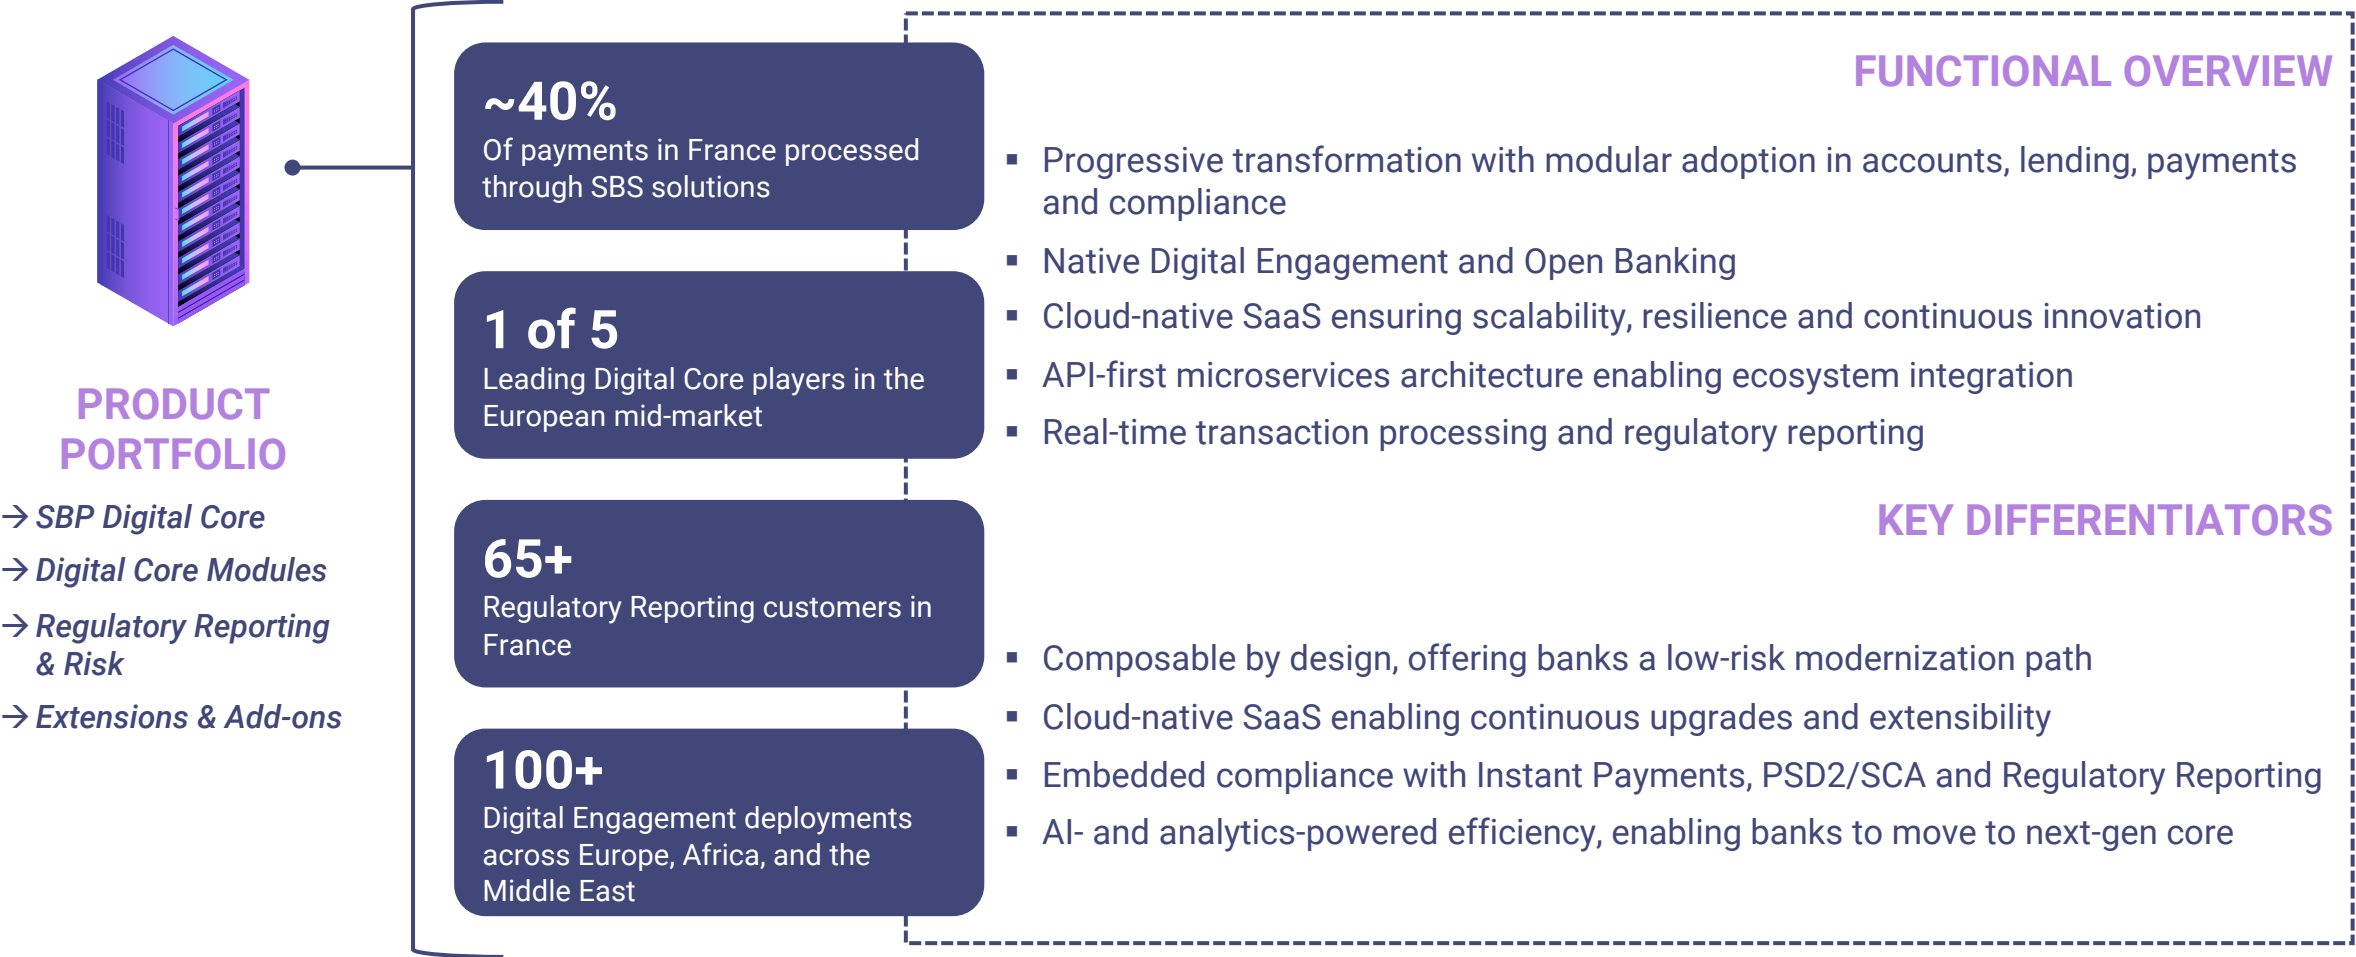 PRODUCT
PORTFOLIO
→ SBP Digital Core
→ Digital Core Modules
→ Regulatory Reporting
& Risk
→ Extensions & Add-ons
~40%
Of payments in France processed
through SBS solutions
1 of 5
Leading Digital Core players in the
European mid-market
65+
Regulatory Reporting customers in
France
100+
Digital Engagement deployments
across Europe, Africa, and the
Middle East
FUNCTIONAL OVERVIEW
▪ Progressive transformation with modular adoption in accounts, lending, payments
and compliance
▪ Native Digital Engagement and Open Banking
▪ Cloud-native SaaS ensuring scalability, resilience and continuous innovation
▪ API-first microservices architecture enabling ecosystem integration
▪ Real-time transaction processing and regulatory reporting
KEY DIFFERENTIATORS
▪ Composable by design, offering banks a low-risk modernization path
▪ Cloud-native SaaS enabling continuous upgrades and extensibility
▪ Embedded compliance with Instant Payments, PSD2/SCA and Regulatory Reporting
▪ AI- and analytics-powered efficiency, enabling banks to move to next-gen core